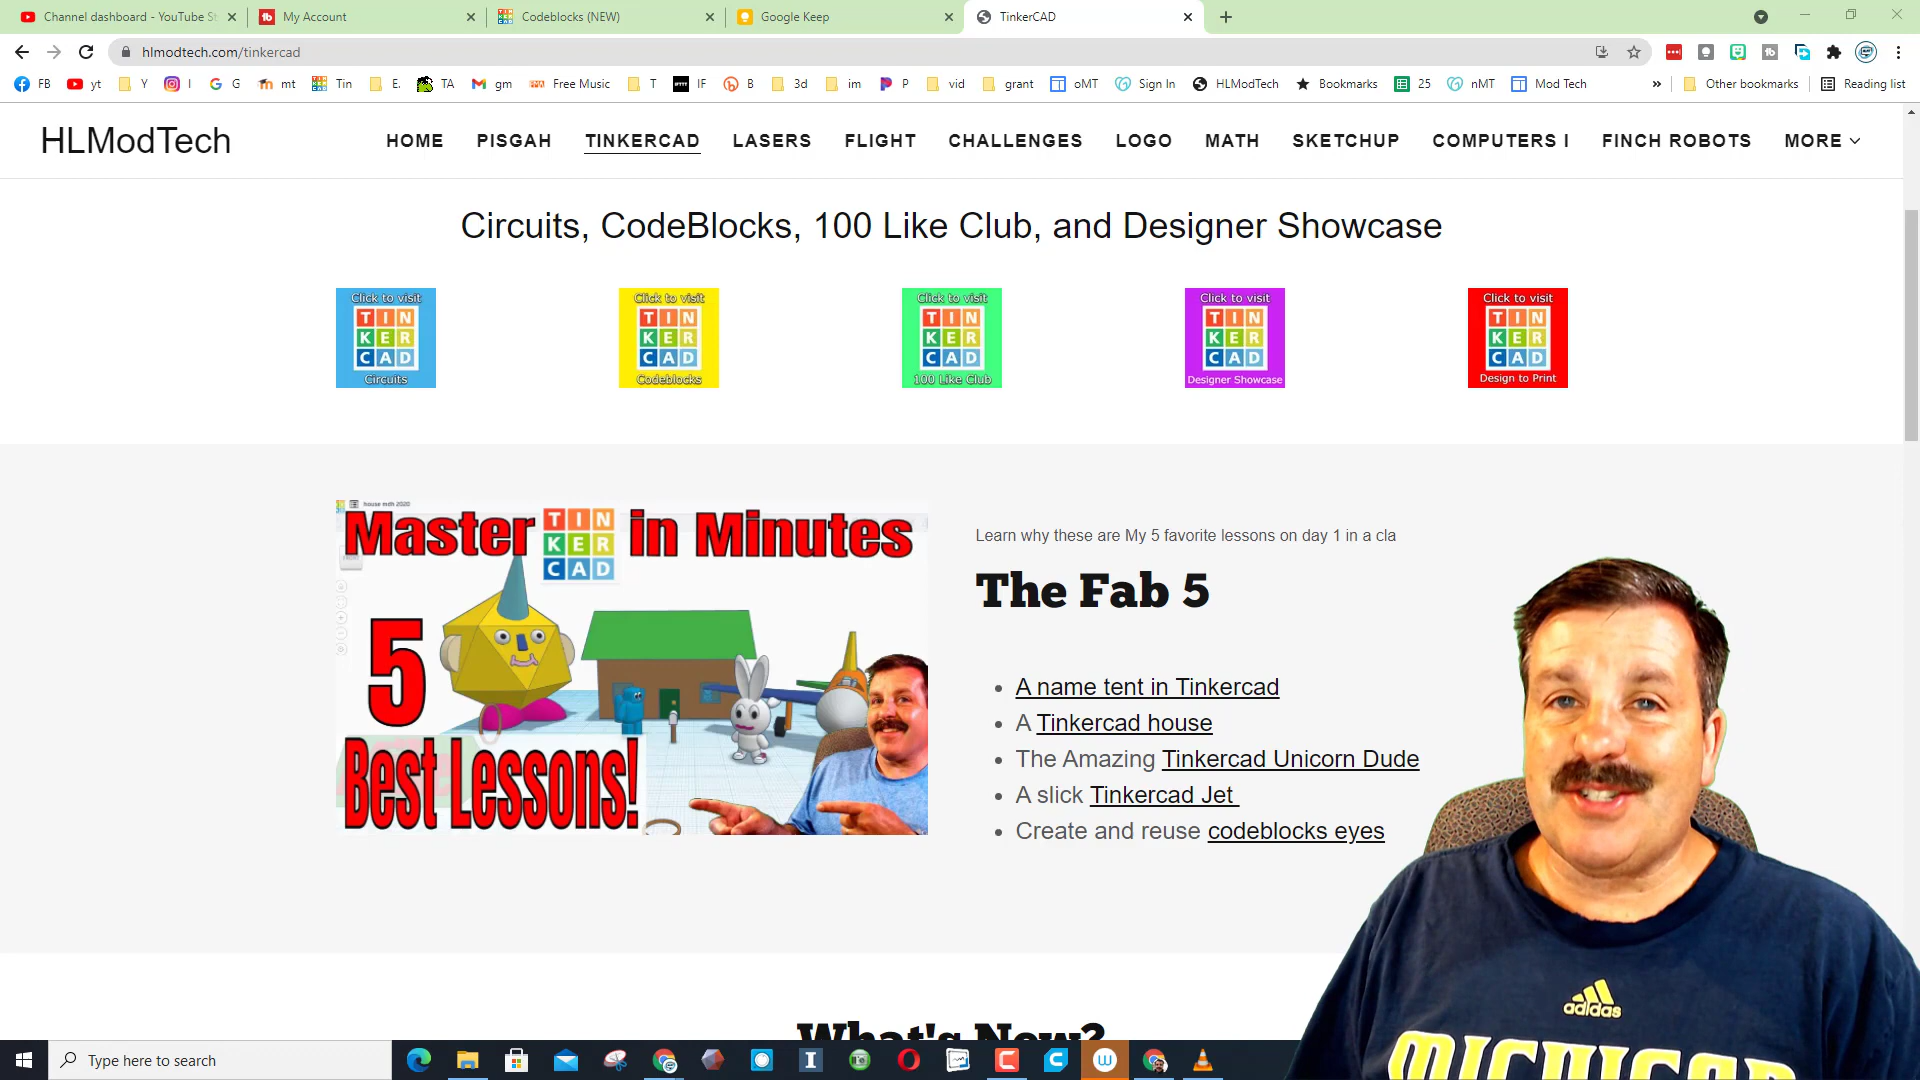 Channel dashboard - YouTube St
My Account
Codeblocks (NEW)
Google Keep
TinkerCAD
hlmodtech.com/tinkercad
FB yt Y I G mt Tin E. TA gm Free Music T IF B 3d im P vid grant oMT Sign In HLModTech Bookmarks 25 nMT Mod Tech » Other bookmarks Reading list
HLModTech
HOME PISGAH TINKERCAD LASERS FLIGHT CHALLENGES LOGO MATH SKETCHUP COMPUTERS I FINCH ROBOTS MORE
Circuits, CodeBlocks, 100 Like Club, and Designer Showcase
Click to visit
TIN
KER
CAD
Circuits
Click to visit
TIN
KER
CAD
Codeblocks
Click to visit
TIN
KER
CAD
100 Like Club
Click to visit
TIN
KER
CAD
Designer Showcase
Click to visit
TIN
KER
CAD
Design to Print
house mth 2020
Master TINKERCAD in Minutes
5
Best Lessons!
Learn why these are My 5 favorite lessons on day 1 in a cla
The Fab 5
• A name tent in Tinkercad
• A Tinkercad house
• The Amazing Tinkercad Unicorn Dude
• A slick Tinkercad Jet
• Create and reuse codeblocks eyes
What's New?
adidas
MICHIGAN
Type here to search